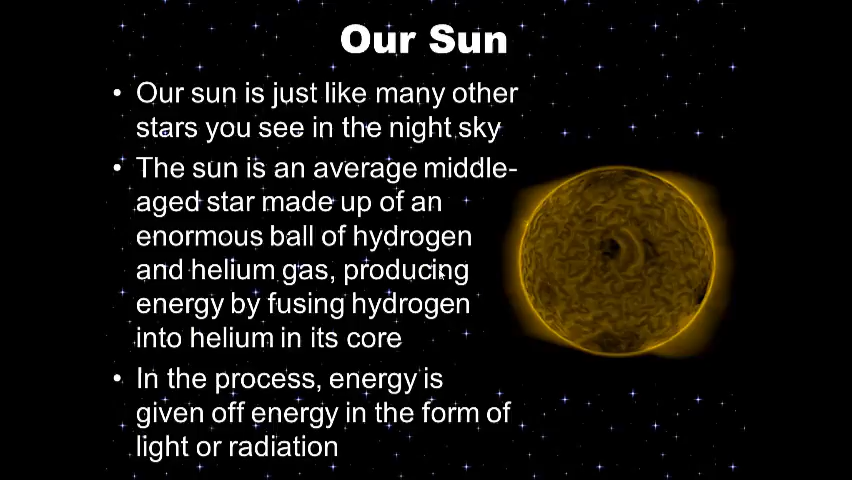 Our Sun
• Our sun is just like many other
stars you see in the night sky
• The sun is an average middle-
aged star made up of an
enormous ball of hydrogen
and helium gas, producing
energy by fusing hydrogen
into helium in its core
• In the process, energy is
given off energy in the form of
light or radiation